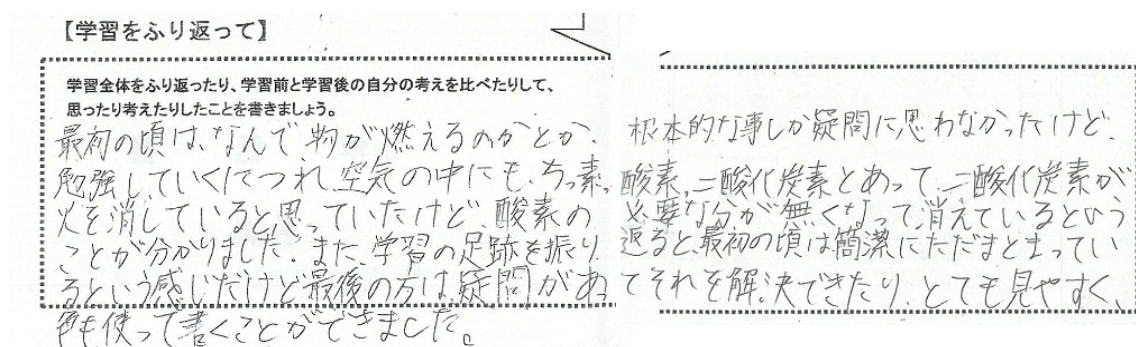 【学習をふり返って】
学習全体をふり返ったり、学習前と学習後の自分の考えを比べたりして、
思ったり考えたりしたことを書きましょう。
最初の頃は、なんで物が燃えるのかとか、根本的な事しか疑問に思わなかったけど、
勉強していくにつれ、空気の中にも、ちっ素、酸素、二酸化炭素とあって、二酸化炭素が
火を消していると思っていたけど、酸素の必要な分が無くなって、消えているという
ことが分かりました。また、学習の足跡を振り返ると、最初の頃は簡潔にただまとまってい
るという感じだけど最後の方は、疑問があってそれを解決できたり、とても見やすく、
色も使って書くことができました。